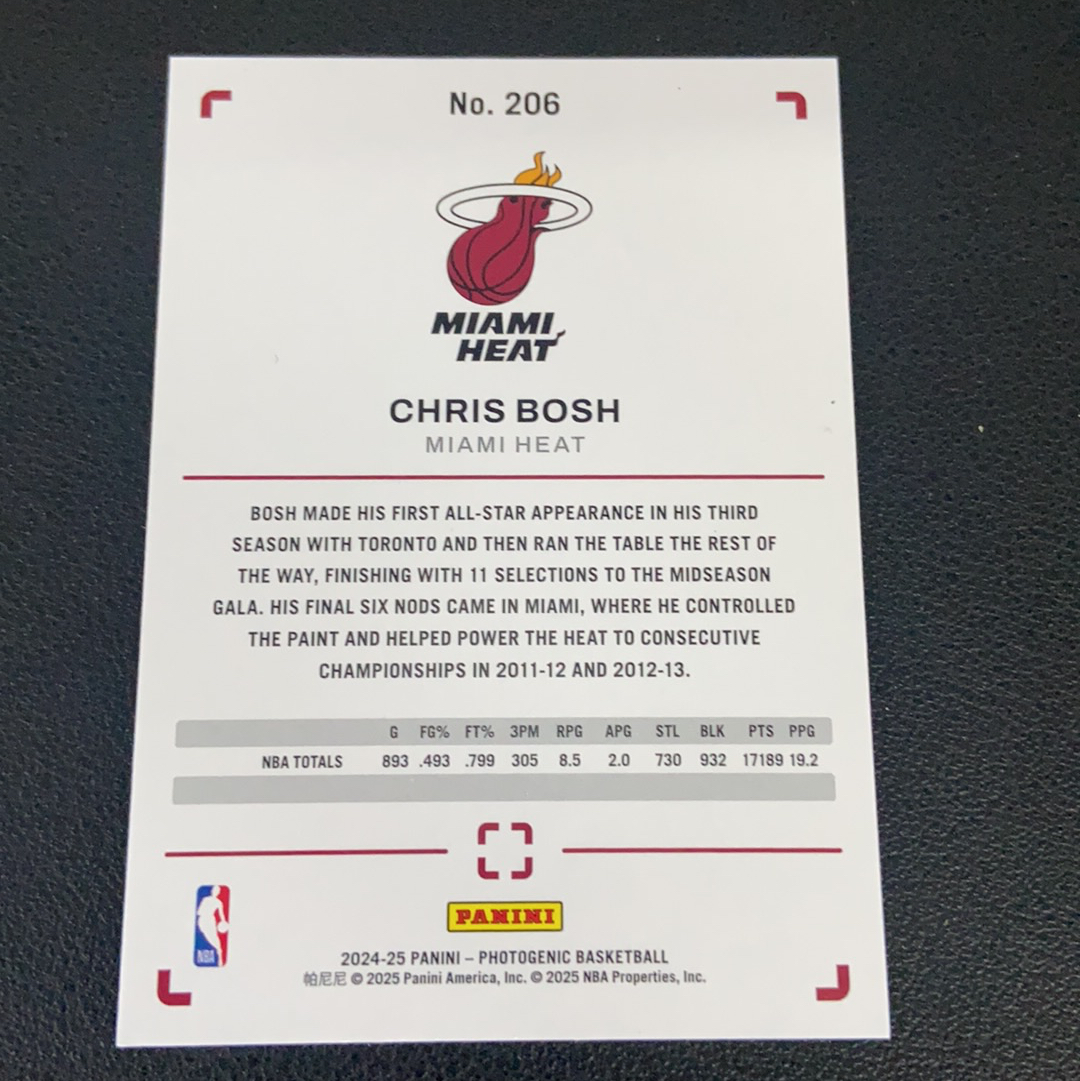 No. 206
MIAMI
HEAT
CHRIS BOSH
MIAMI HEAT
BOSH MADE HIS FIRST ALL-STAR APPEARANCE IN HIS THIRD
SEASON WITH TORONTO AND THEN RAN THE TABLE THE REST OF
THE WAY, FINISHING WITH 11 SELECTIONS TO THE MIDSEASON
GALA. HIS FINAL SIX NODS CAME IN MIAMI, WHERE HE CONTROLLED
THE PAINT AND HELPED POWER THE HEAT TO CONSECUTIVE
CHAMPIONSHIPS IN 2011-12 AND 2012-13.
G FG% FT% 3PM RPG APG STL BLK PTS PPG
NBA TOTALS 893 .493 .799 305 8.5 2.0 730 932 17189 19.2
PANINI
NBA
2024-25 PANINI – PHOTOGENIC BASKETBALL
帕尼尼 © 2025 Panini America, Inc. © 2025 NBA Properties, Inc.